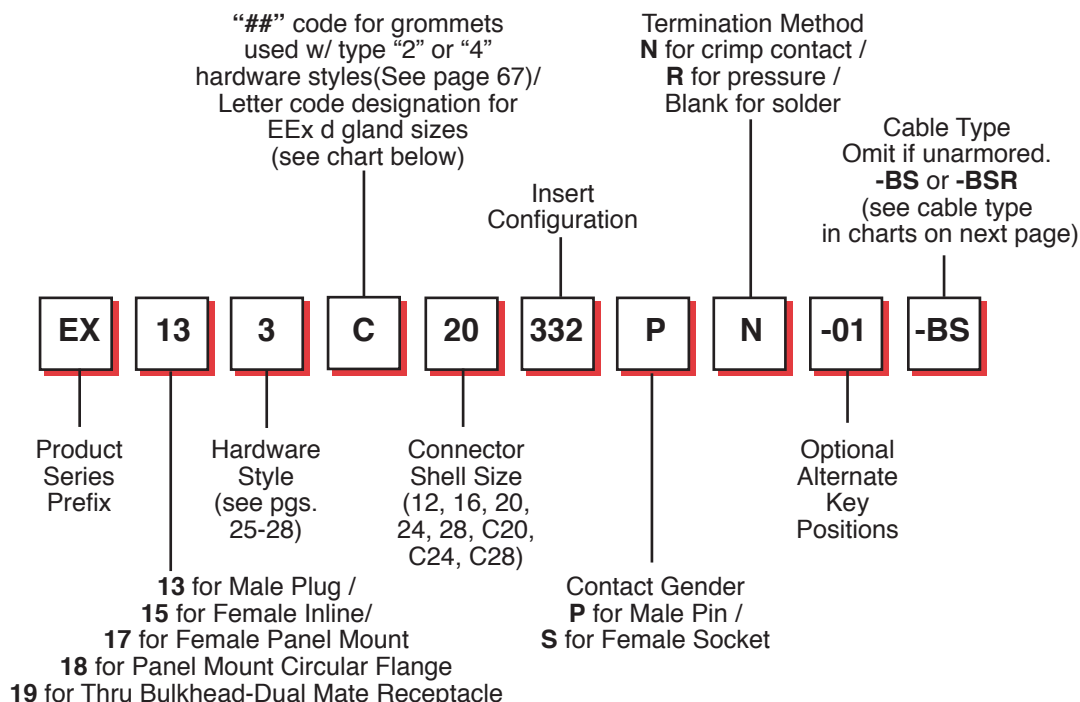 “##” code for grommets
used w/ type “2” or “4”
hardware styles(See page 67)/
Letter code designation for
EEx d gland sizes
(see chart below)
Termination Method
N for crimp contact /
R for pressure /
Blank for solder
Cable Type
Omit if unarmored.
-BS or -BSR
(see cable type
in charts on next page)
Insert
Configuration
EX 13 3 C 20 332 P N -01 -BS
Product
Series
Prefix
Hardware
Style
(see pgs.
25-28)
Connector
Shell Size
(12, 16, 20,
24, 28, C20,
C24, C28)
Optional
Alternate
Key
Positions
13 for Male Plug /
15 for Female Inline/
17 for Female Panel Mount
18 for Panel Mount Circular Flange
19 for Thru Bulkhead-Dual Mate Receptacle
Contact Gender
P for Male Pin /
S for Female Socket